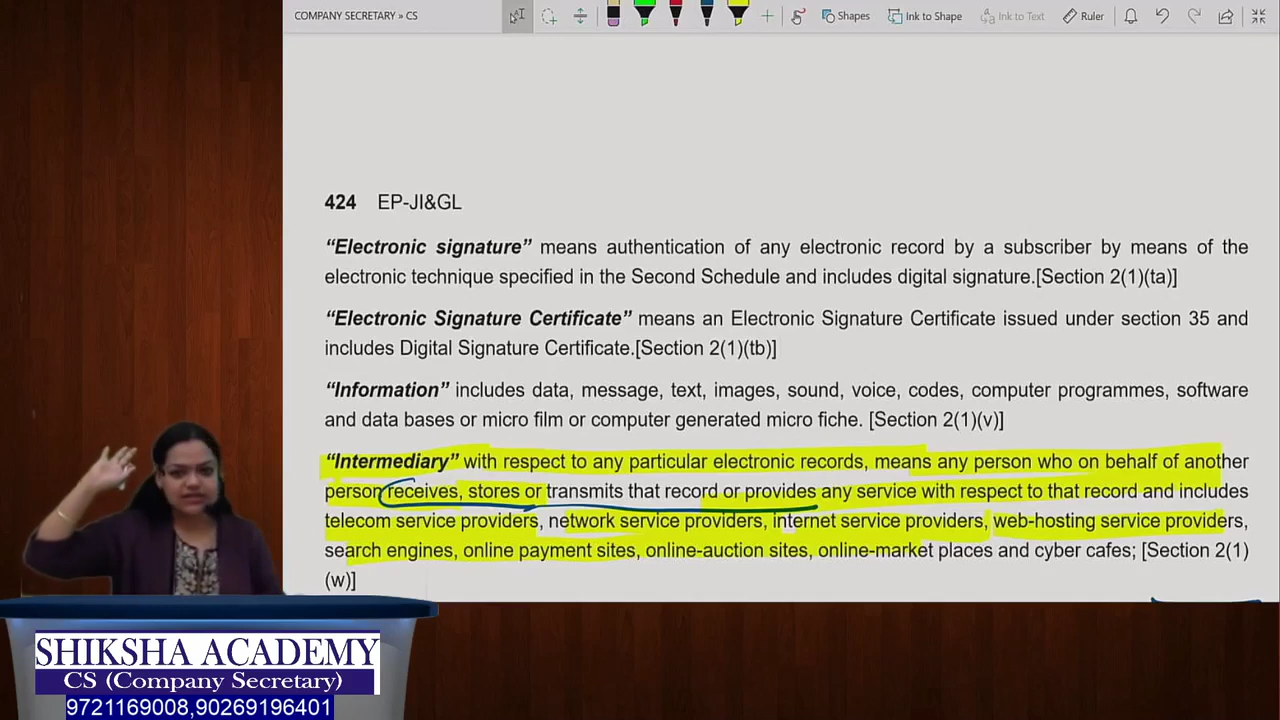 COMPANY SECRETARY » CS
Shapes
Ink to Shape
Ink to Text
Ruler
424 EP-JI&GL
“Electronic signature” means authentication of any electronic record by a subscriber by means of the
electronic technique specified in the Second Schedule and includes digital signature.[Section 2(1)(ta)]
“Electronic Signature Certificate” means an Electronic Signature Certificate issued under section 35 and
includes Digital Signature Certificate.[Section 2(1)(tb)]
“Information” includes data, message, text, images, sound, voice, codes, computer programmes, software
and data bases or micro film or computer generated micro fiche. [Section 2(1)(v)]
“Intermediary” with respect to any particular electronic records, means any person who on behalf of another
person receives, stores or transmits that record or provides any service with respect to that record and includes
telecom service providers, network service providers, internet service providers, web-hosting service providers,
search engines, online payment sites, online-auction sites, online-market places and cyber cafes; [Section 2(1)
(w)]
SHIKSHA ACADEMY
CS (Company Secretary)
9721169008,90269196401